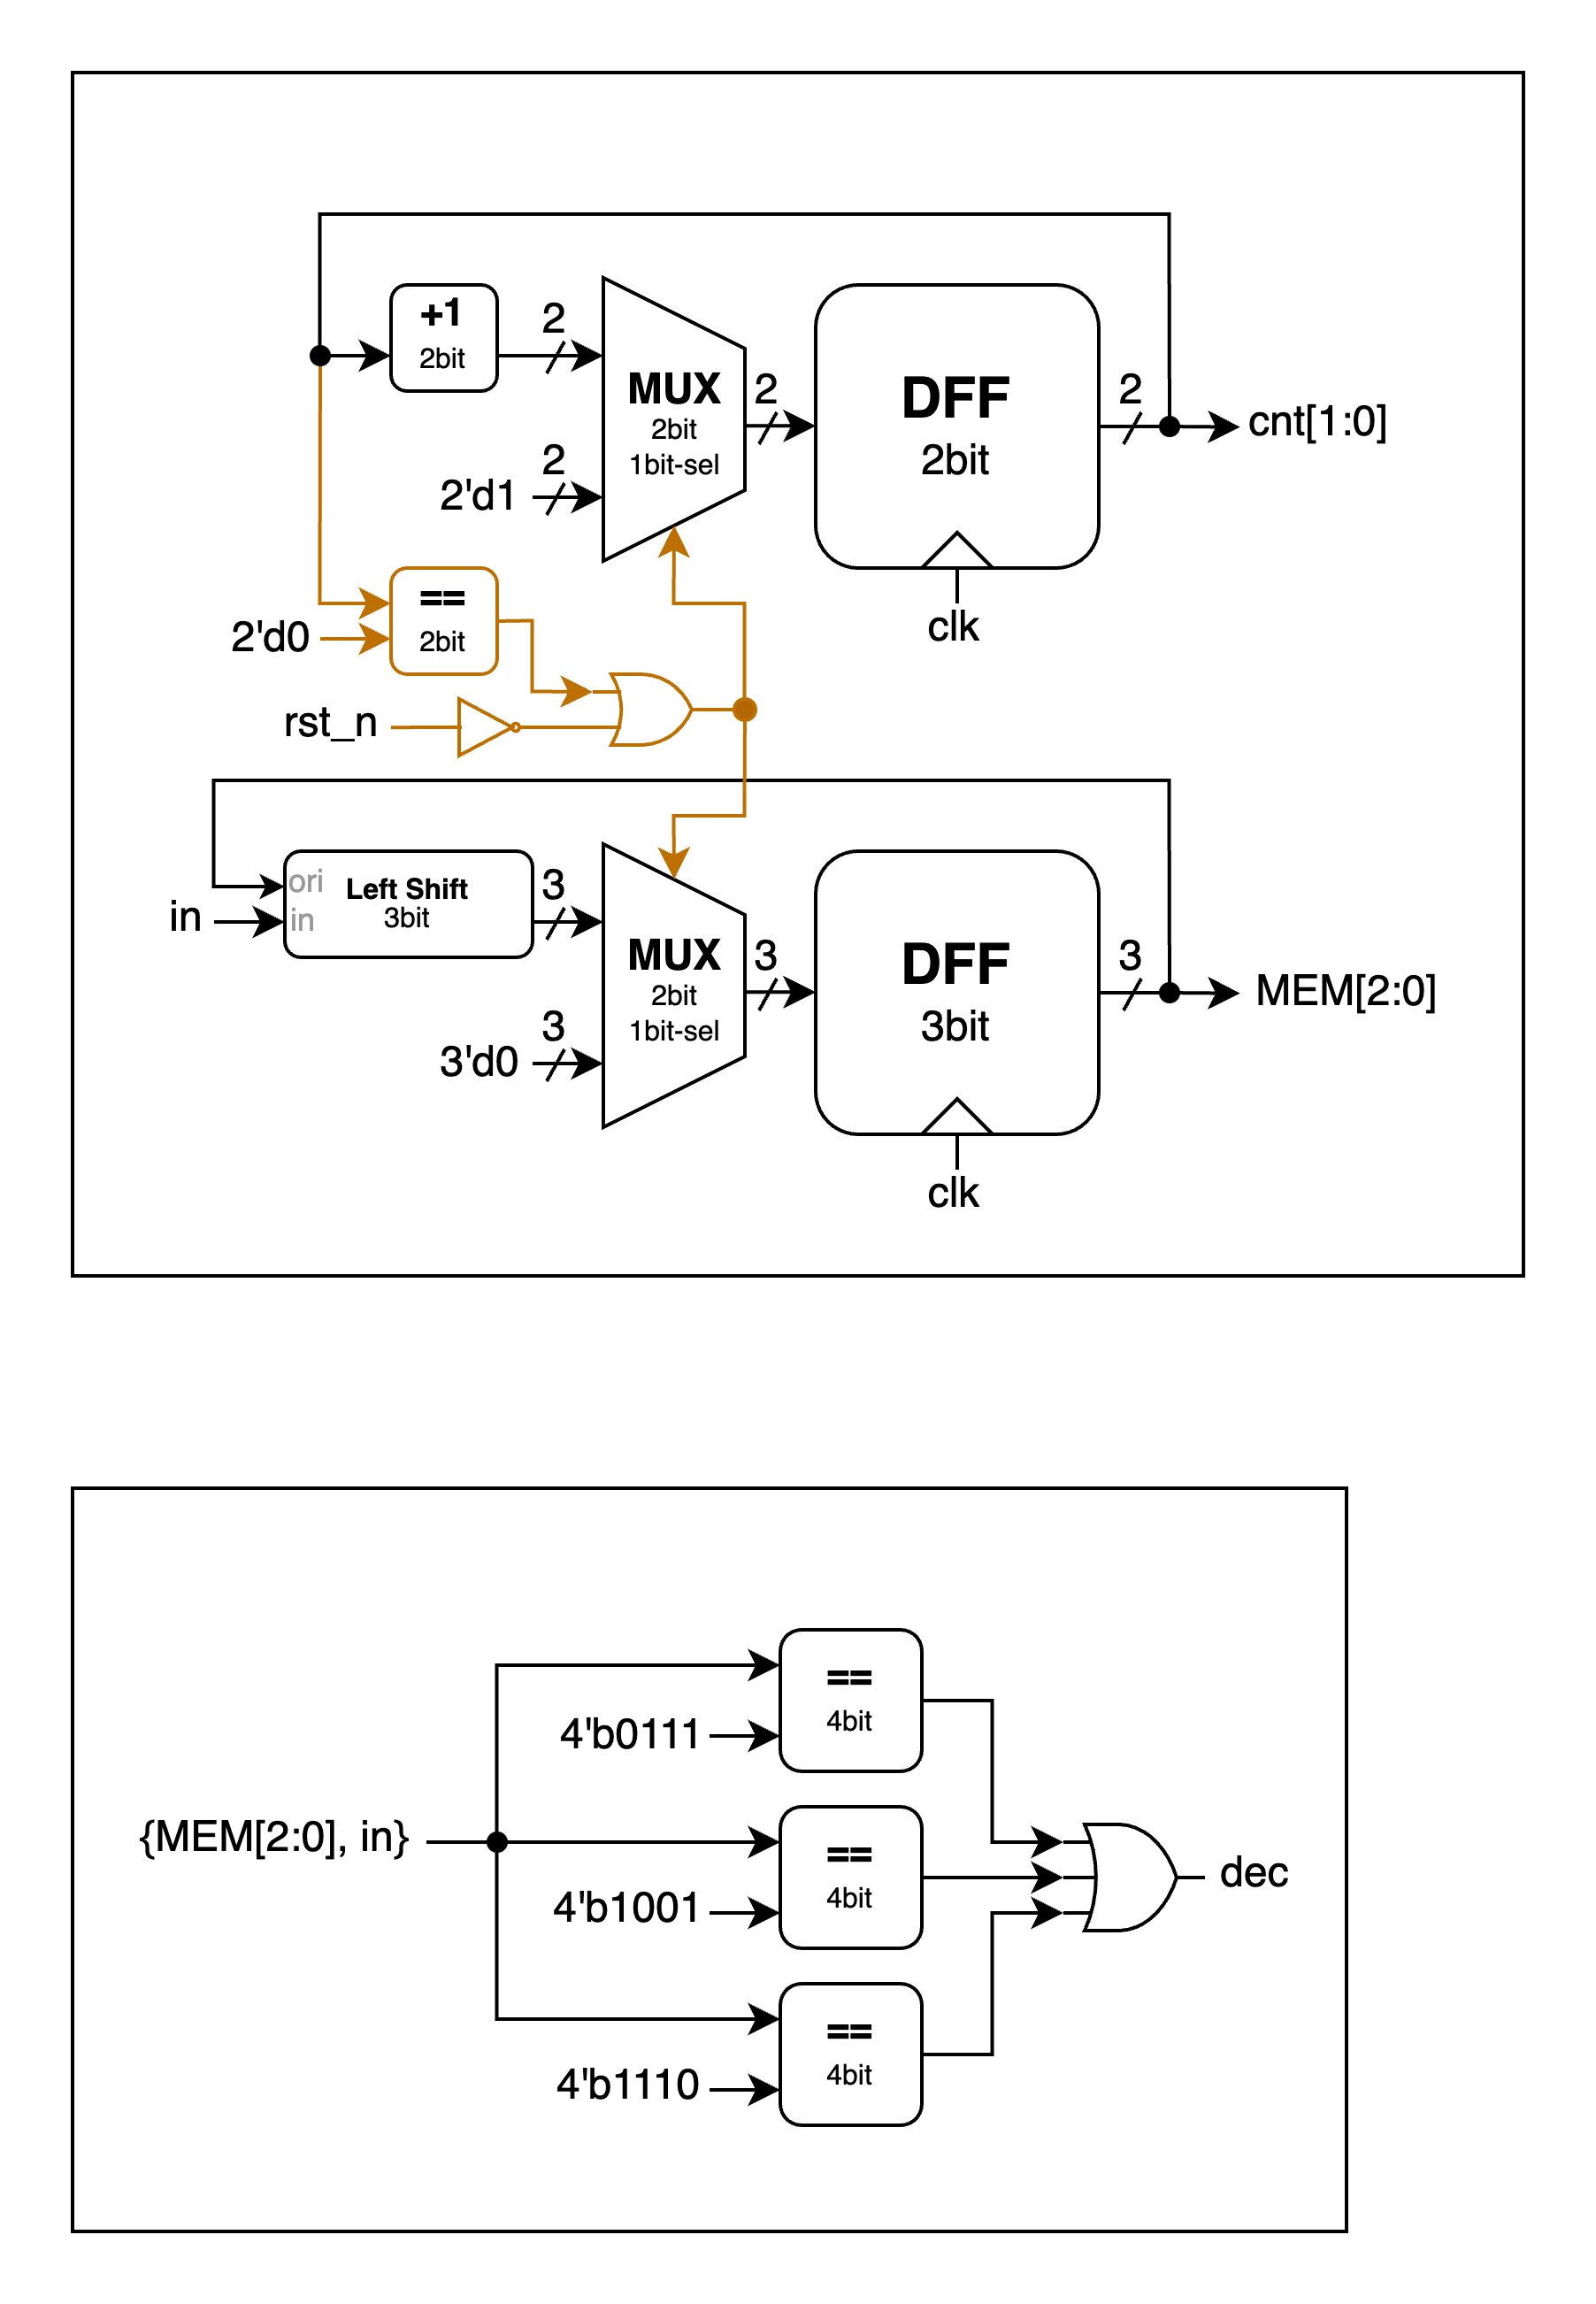 +1
2bit
2
MUX
2bit
1bit-sel
2
DFF
2bit
2
cnt[1:0]
2
2'd1
clk
==
2bit
2'd0
rst_n
ori
in
in
Left Shift
3bit
3
MUX
2bit
1bit-sel
3
DFF
3bit
3
MEM[2:0]
3
3'd0
clk
==
4bit
4'b0111
{MEM[2:0], in}
==
4bit
4'b1001
dec
==
4bit
4'b1110